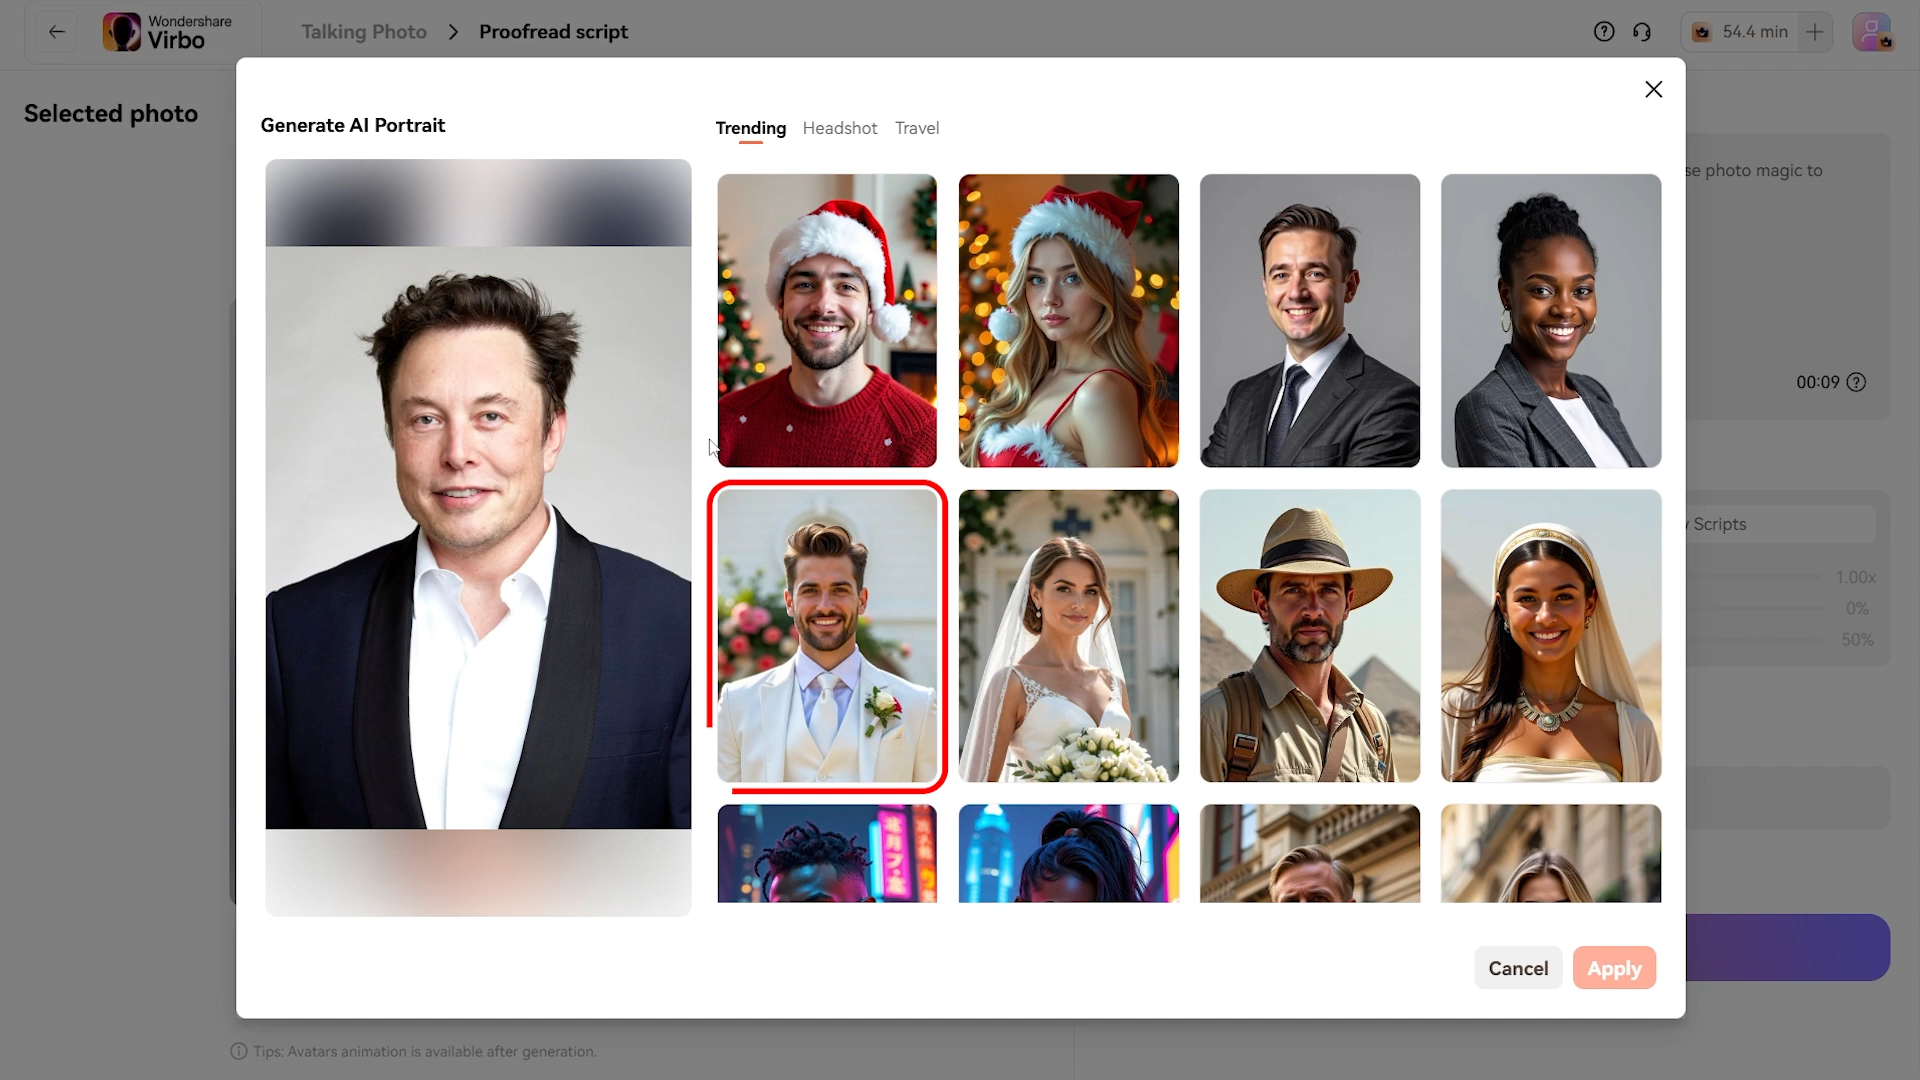 Wondershare
Virbo
Talking Photo
Proofread script
54.4 min
Selected photo
Generate AI Portrait
Trending
Headshot
Travel
se photo magic to
00:09
Scripts
1.00x
0%
50%
Cancel
Apply
Tips: Avatars animation is available after generation.